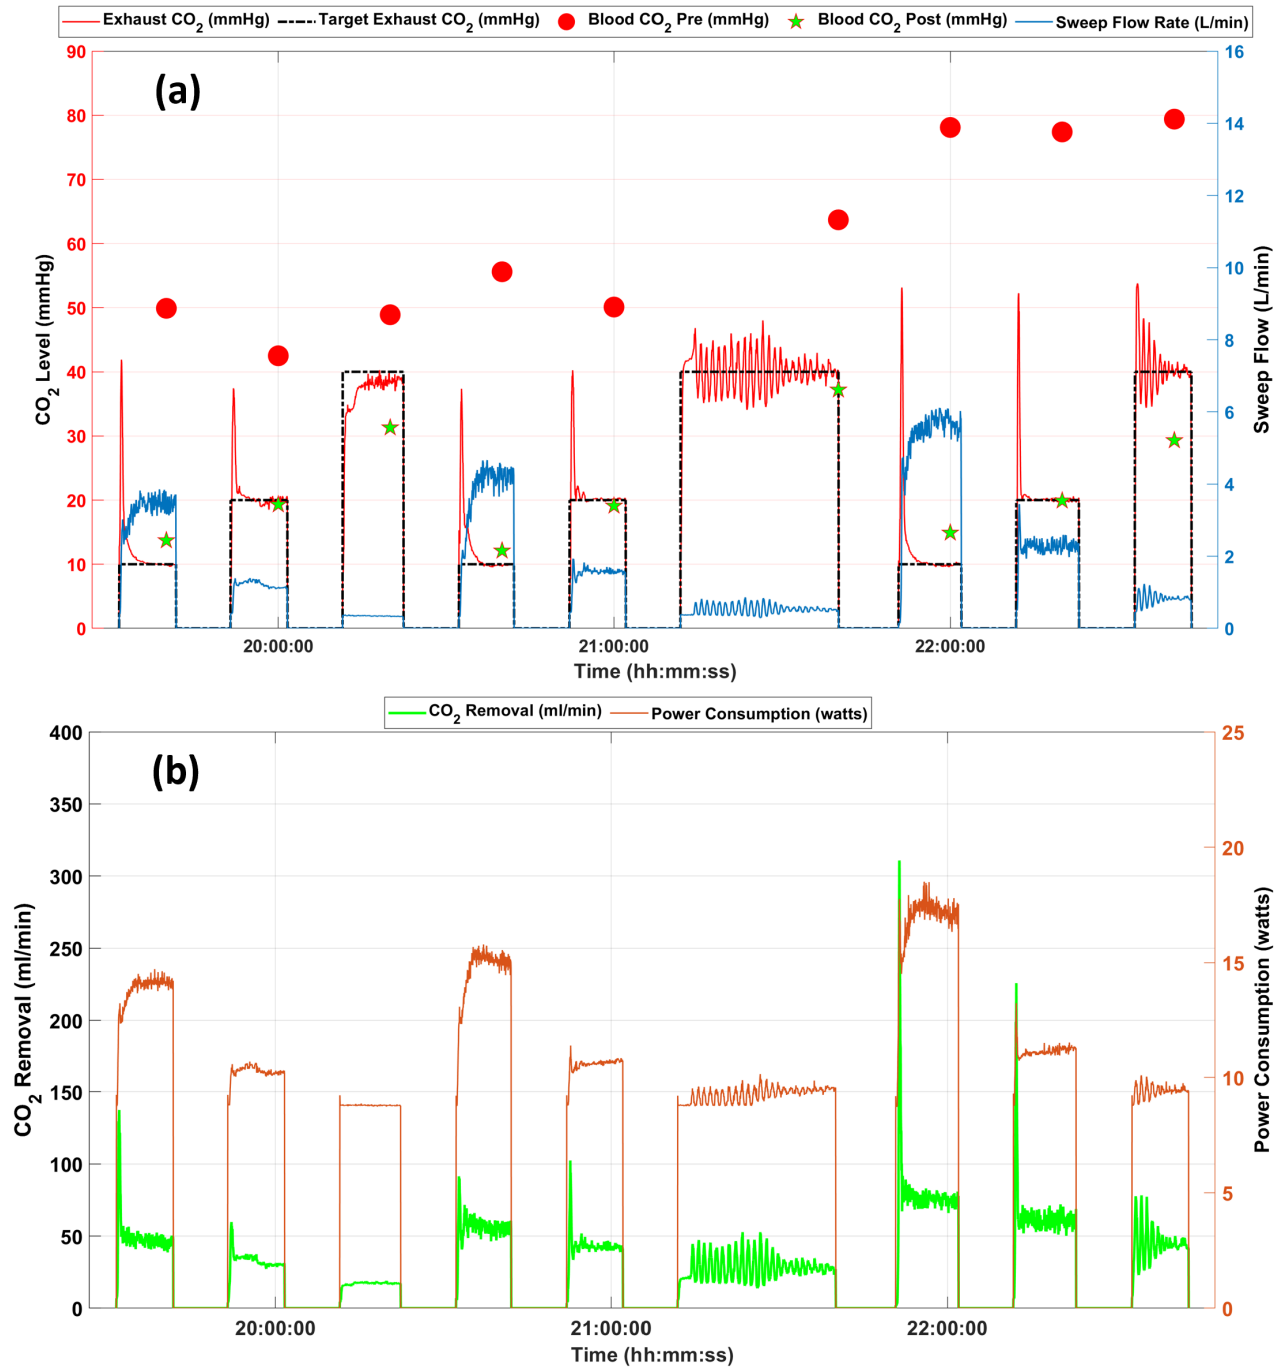 Exhaust CO2 (mmHg) Target Exhaust CO2 (mmHg) Blood CO2 Pre (mmHg) Blood CO2 Post (mmHg) Sweep Flow Rate (L/min)
(a)
90
80
70
60
50
40
30
20
10
0
CO2 Level (mmHg)
16
14
12
10
8
6
4
2
0
Sweep Flow (L/min)
20:00:00 21:00:00 22:00:00
Time (hh:mm:ss)
CO2 Removal (ml/min) Power Consumption (watts)
(b)
400
350
300
250
200
150
100
50
0
CO2 Removal (ml/min)
25
20
15
10
5
0
Power Consumption (watts)
20:00:00 21:00:00 22:00:00
Time (hh:mm:ss)